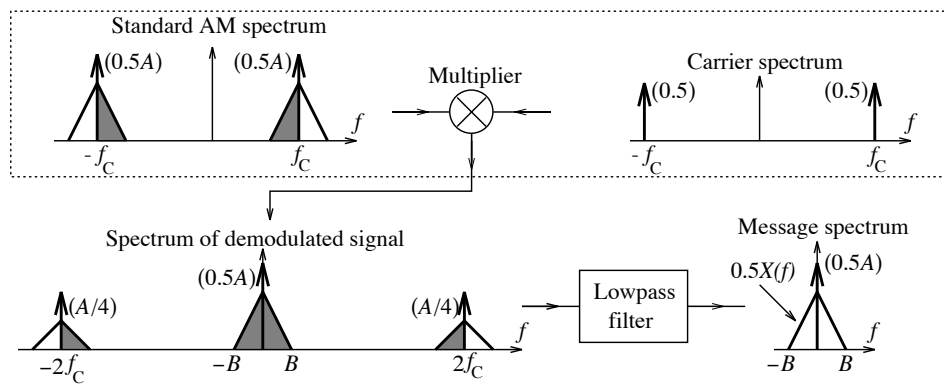 Standard AM spectrum
(0.5A)
(0.5A)
f
- fC
fC
Multiplier
Carrier spectrum
(0.5)
(0.5)
f
- fC
fC
Spectrum of demodulated signal
(0.5A)
(A/4)
(A/4)
f
−2fC
−B
B
2fC
Lowpass
filter
Message spectrum
0.5X(f)
(0.5A)
f
−B
B